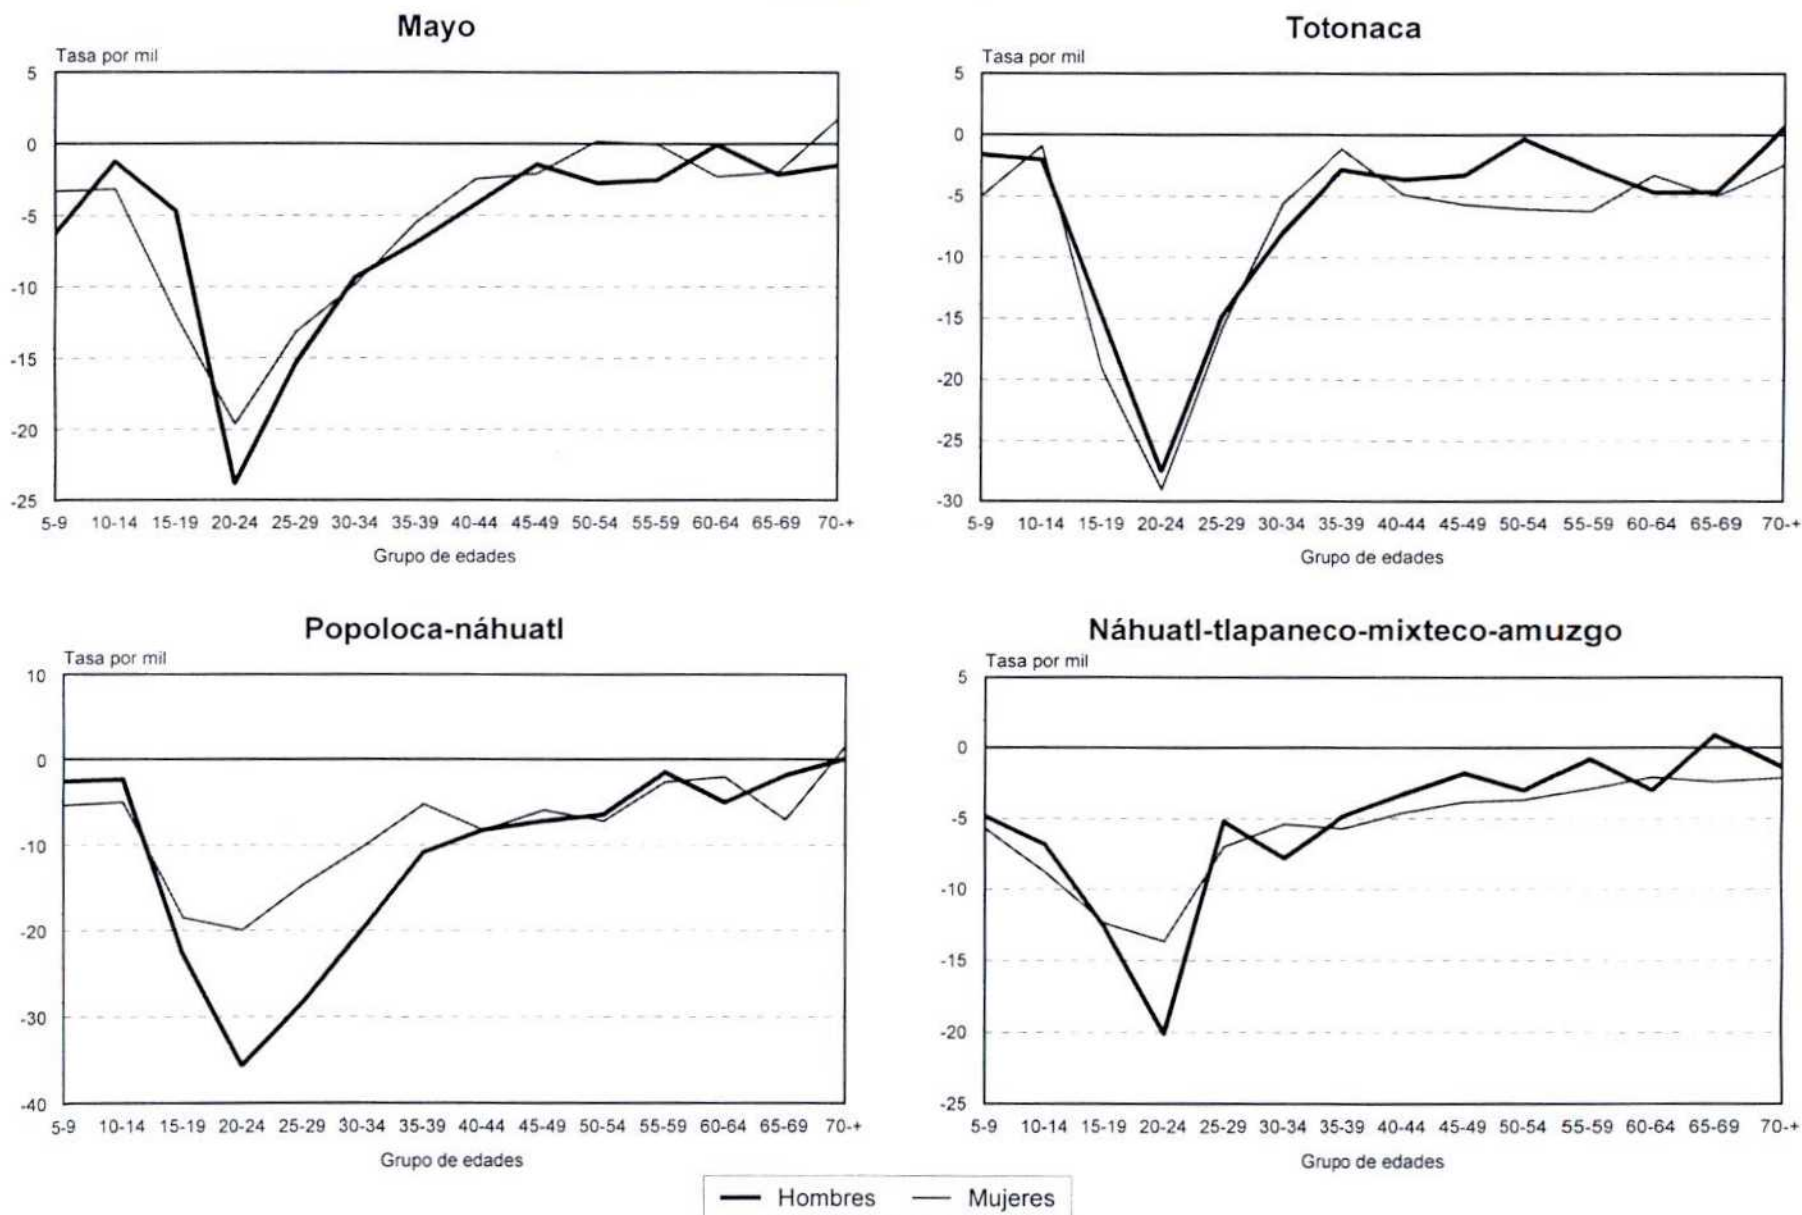 Mayo
Tasa por mil
5
0
-5
-10
-15
-20
-25
5-9 10-14 15-19 20-24 25-29 30-34 35-39 40-44 45-49 50-54 55-59 60-64 65-69 70-+
Grupo de edades
Totonaca
Tasa por mil
5
0
-5
-10
-15
-20
-25
-30
5-9 10-14 15-19 20-24 25-29 30-34 35-39 40-44 45-49 50-54 55-59 60-64 65-69 70-+
Grupo de edades
Popoloca-náhuatl
Tasa por mil
10
0
-10
-20
-30
-40
5-9 10-14 15-19 20-24 25-29 30-34 35-39 40-44 45-49 50-54 55-59 60-64 65-69 70-+
Grupo de edades
Náhuatl-tlapaneco-mixteco-amuzgo
Tasa por mil
5
0
-5
-10
-15
-20
-25
5-9 10-14 15-19 20-24 25-29 30-34 35-39 40-44 45-49 50-54 55-59 60-64 65-69 70-+
Grupo de edades
Hombres Mujeres